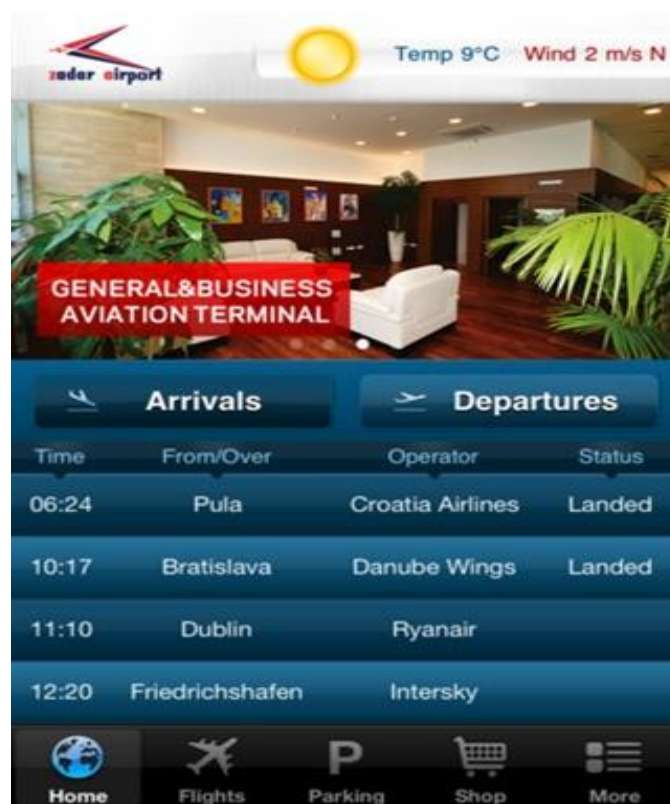 zadar airport
Temp 9°C Wind 2 m/s N
GENERAL&BUSINESS
AVIATION TERMINAL
Arrivals Departures
Time From/Over Operator Status
06:24 Pula Croatia Airlines Landed
10:17 Bratislava Danube Wings Landed
11:10 Dublin Ryanair
12:20 Friedrichshafen Intersky
P
Home Flights Parking Shop More